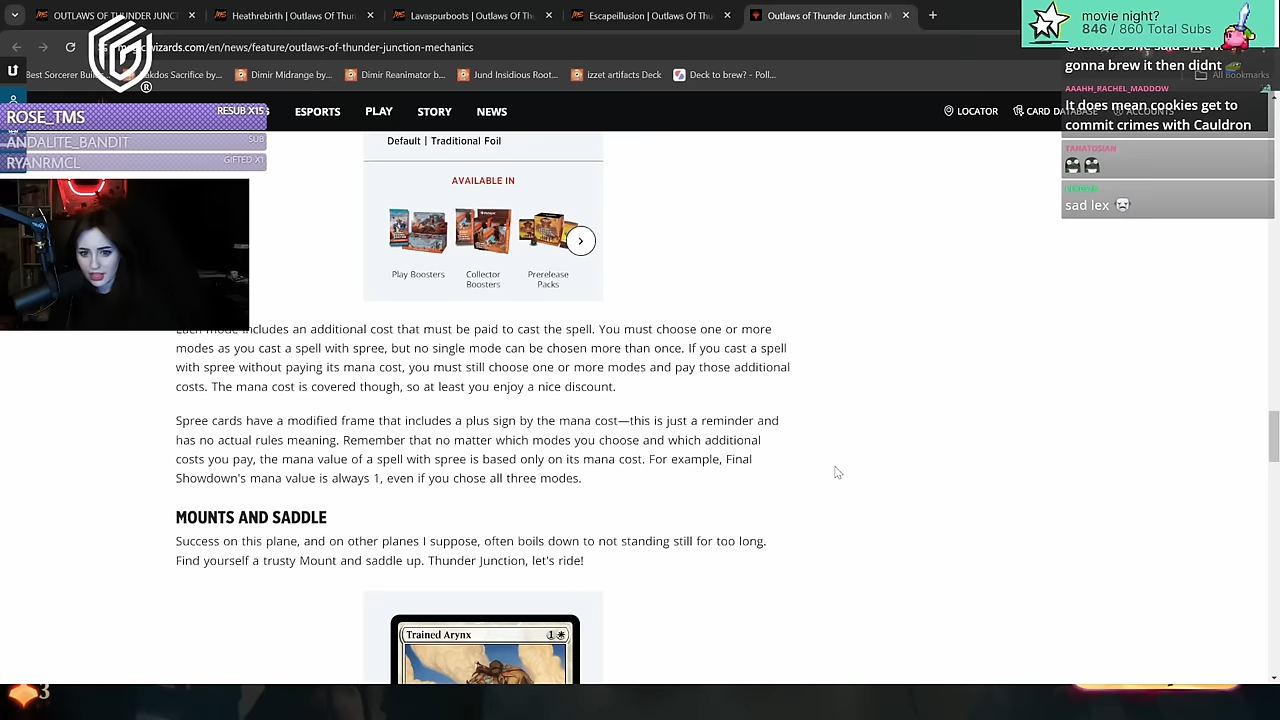 OUTLAWS OF THUNDER JUNCT
Heathrebirth | Outlaws Of Thun
Lavaspurboots | Outlaws Of Th
Escapeillusion | Outlaws Of Thu
Outlaws of Thunder Junction M
movie night?
846 / 860 Total Subs
wizards.com/en/news/feature/outlaws-of-thunder-junction-mechanics
gonna brew it then didnt
Best Sorcerer
Sacrifice by...
Dimir Midrange by...
Dimir Reanimator b...
Jund Insidious Root...
izzet artifacts Deck
Deck to brew? - Poll...
All Bookmarks
AAAHH_RACHEL_MADDOW
It does mean cookies get to
commit crimes with Cauldron
ROSE_TMS RESUB X15
ANDALITE_BANDIT SUB
RYANRMCL GIFTED X1
ESPORTS
PLAY
STORY
NEWS
LOCATOR
CARD DATABASE
ACCOUNTS
TAMATOSIAN
sad lex
Default | Traditional Foil
AVAILABLE IN
Play Boosters
Collector
Boosters
Prerelease
Packs
Each mode includes an additional cost that must be paid to cast the spell. You must choose one or more
modes as you cast a spell with spree, but no single mode can be chosen more than once. If you cast a spell
with spree without paying its mana cost, you must still choose one or more modes and pay those additional
costs. The mana cost is covered though, so at least you enjoy a nice discount.
Spree cards have a modified frame that includes a plus sign by the mana cost—this is just a reminder and
has no actual rules meaning. Remember that no matter which modes you choose and which additional
costs you pay, the mana value of a spell with spree is based only on its mana cost. For example, Final
Showdown's mana value is always 1, even if you chose all three modes.
MOUNTS AND SADDLE
Success on this plane, and on other planes I suppose, often boils down to not standing still for too long.
Find yourself a trusty Mount and saddle up. Thunder Junction, let's ride!
Trained Arynx 1
3